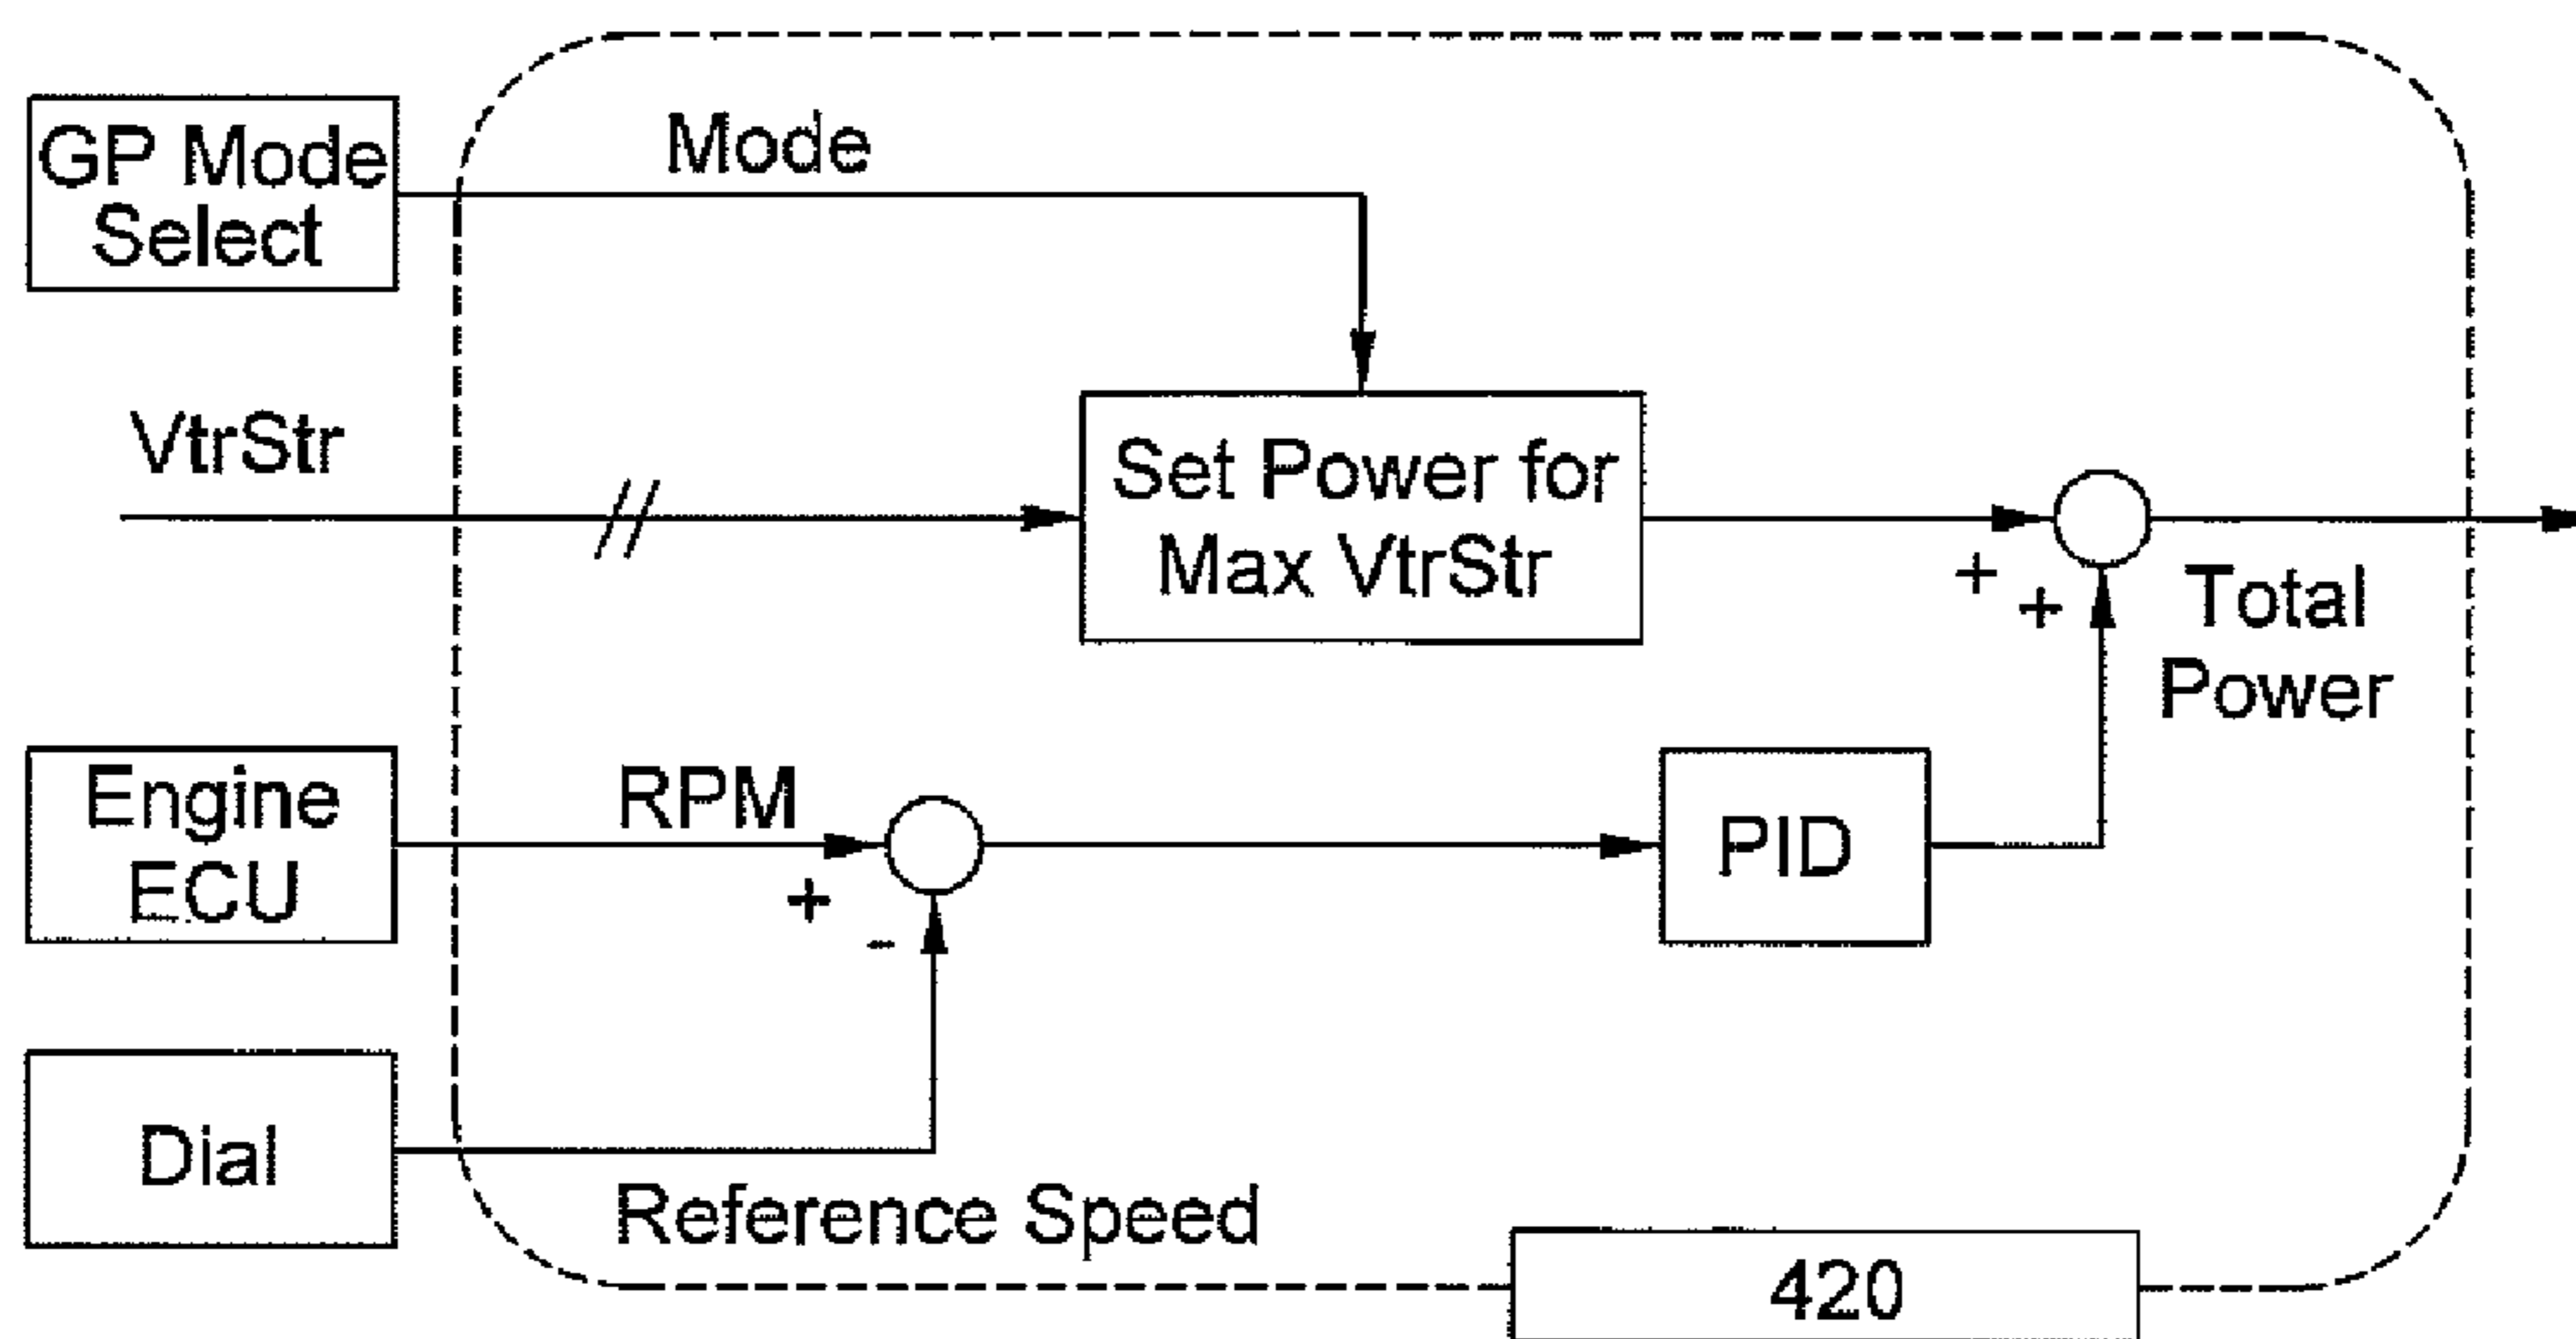 GP Mode
Select
Mode
VtrStr
Set Power for
Max VtrStr
+
+
Total
Power
Engine
ECU
RPM
+
-
PID
Dial
Reference Speed
420